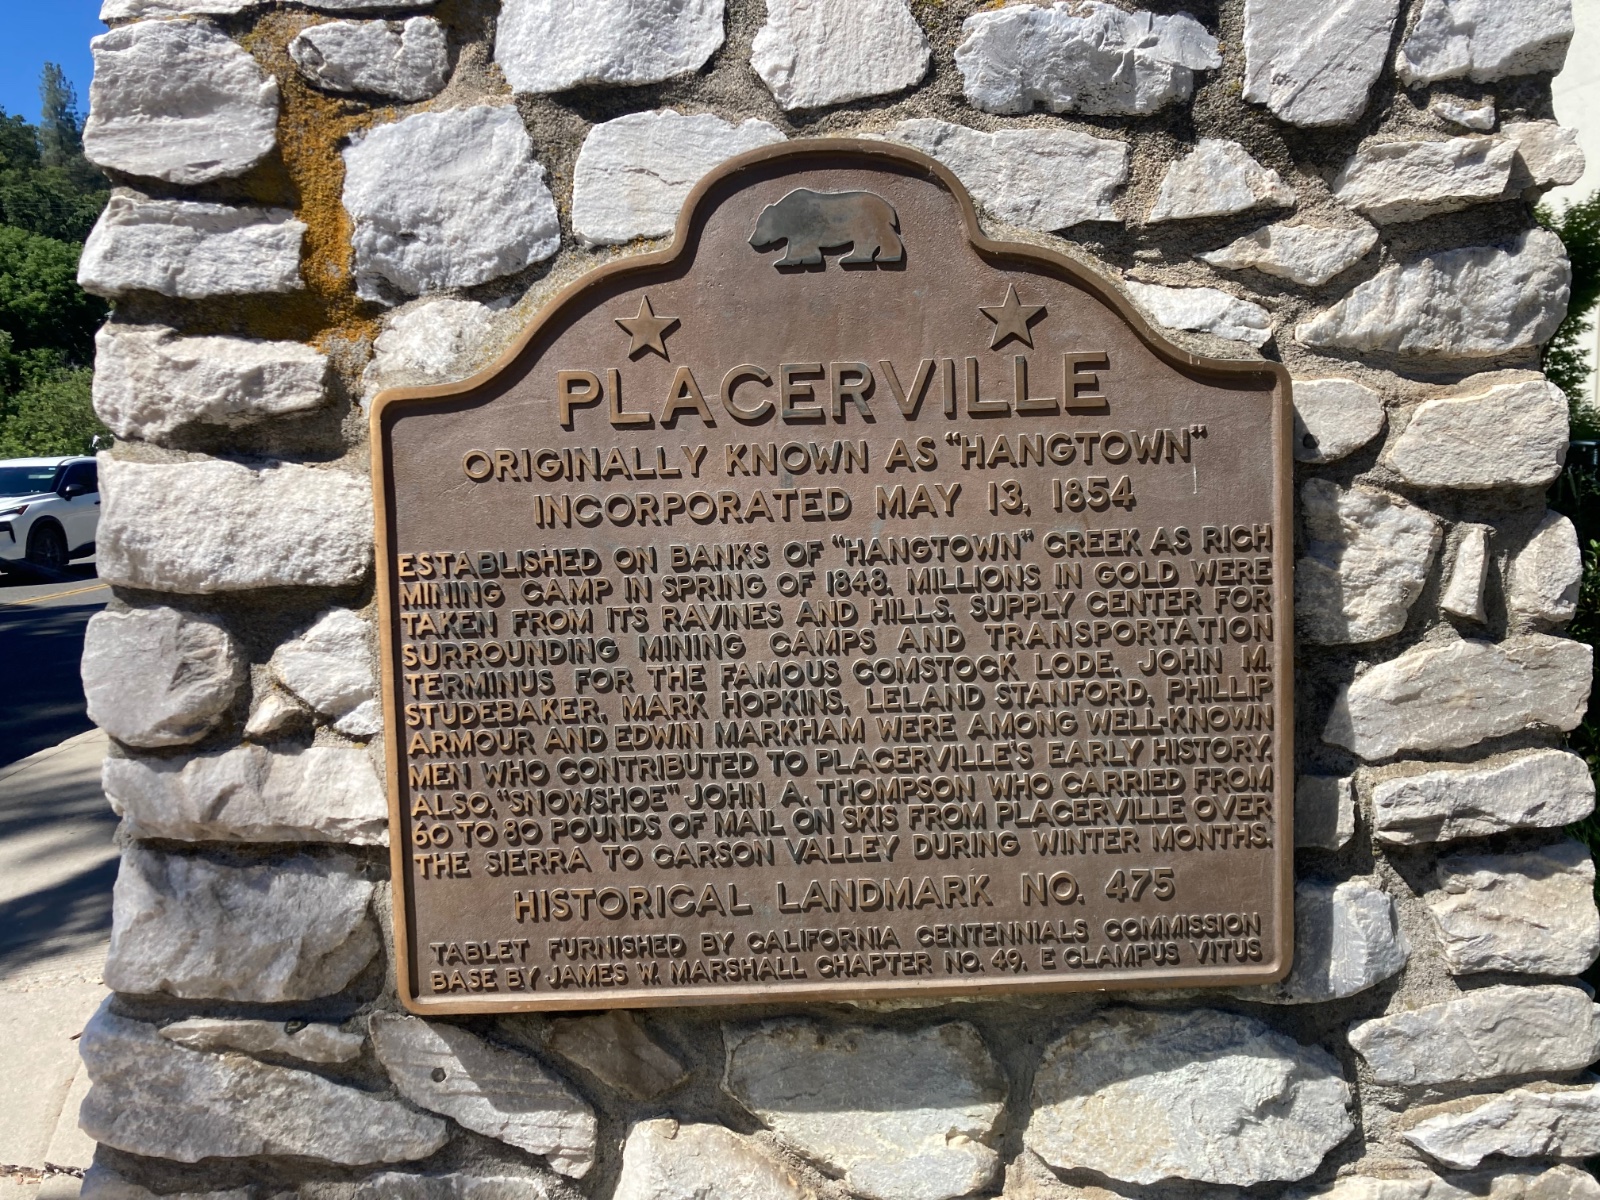 PLACERVILLE
ORIGINALLY KNOWN AS "HANGTOWN"
INCORPORATED MAY 13, 1854
ESTABLISHED ON BANKS OF "HANGTOWN" CREEK AS RICH
MINING CAMP IN SPRING OF 1848. MILLIONS IN GOLD WERE
TAKEN FROM ITS RAVINES AND HILLS. SUPPLY CENTER FOR
SURROUNDING MINING CAMPS AND TRANSPORTATION
TERMINUS FOR THE FAMOUS COMSTOCK LODE. JOHN M.
STUDEBAKER, MARK HOPKINS, LELAND STANFORD, PHILLIP
ARMOUR AND EDWIN MARKHAM WERE AMONG WELL-KNOWN
MEN WHO CONTRIBUTED TO PLACERVILLE'S EARLY HISTORY.
ALSO, "SNOWSHOE" JOHN A. THOMPSON WHO CARRIED FROM
60 TO 80 POUNDS OF MAIL ON SKIS FROM PLACERVILLE OVER
THE SIERRA TO CARSON VALLEY DURING WINTER MONTHS.
HISTORICAL LANDMARK NO. 475
TABLET FURNISHED BY CALIFORNIA CENTENNIALS COMMISSION
BASE BY JAMES W. MARSHALL CHAPTER NO. 49, E CLAMPUS VITUS